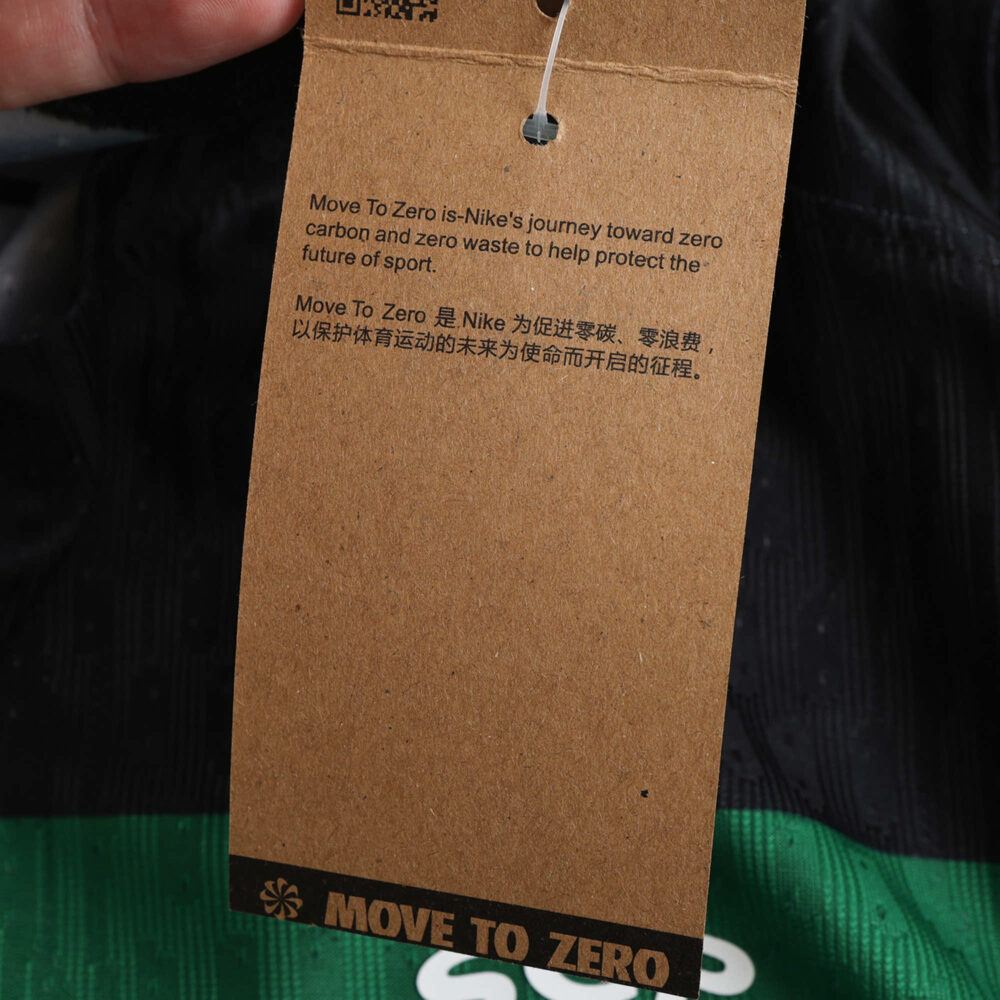 Move To Zero is-Nike's journey toward zero
carbon and zero waste to help protect the
future of sport.
Move To Zero 是 Nike 为促进零碳、零浪费，
以保护体育运动的未来为使命而开启的征程。
MOVE TO ZERO